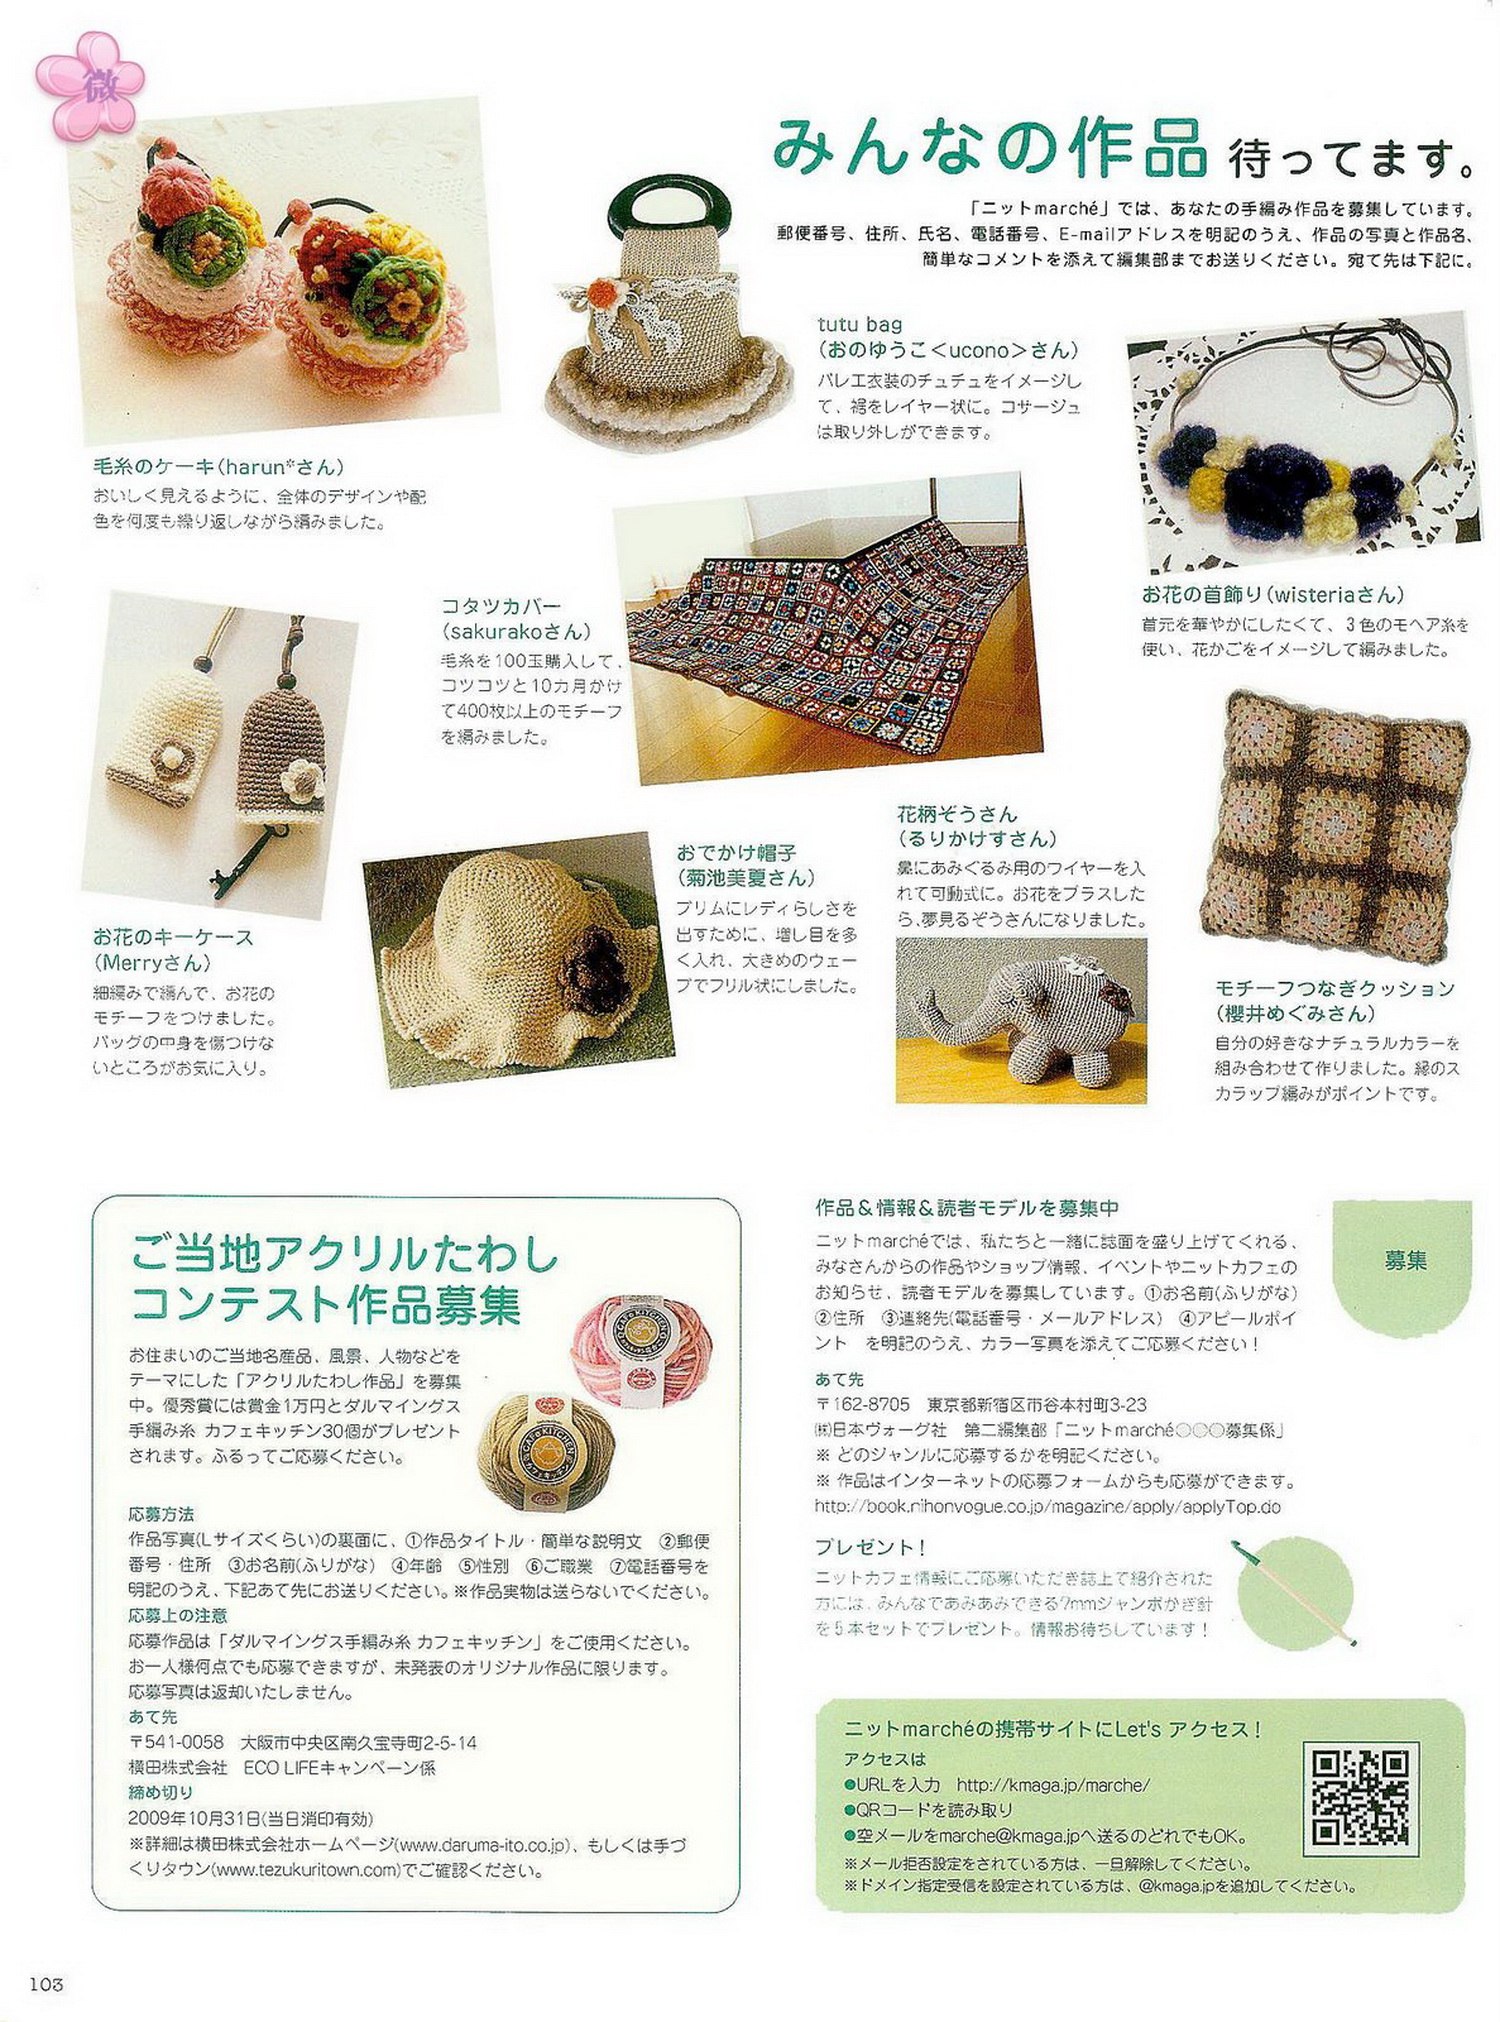 微
みんなの作品 待ってます。
「ニットmarché」では、あなたの手編み作品を募集しています。
郵便番号、住所、氏名、電話番号、E-mailアドレスを明記のうえ、作品の写真と作品名、
簡単なコメントを添えて編集部までお送りください。宛て先は下記に。
毛糸のケーキ(harun*さん)
おいしく見えるように、全体のデザインや配
色を何度も繰り返しながら編みました。
tutu bag
(おのゆうこ<ucono>さん)
バレエ衣装のチュチュをイメージし
て、裾をレイヤー状に。コサージュ
は取り外しができます。
お花の首飾り(wisteriaさん)
首元を華やかにしたくて、3色のモヘア糸を
使い、花かごをイメージして編みました。
コタツカバー
(sakurakoさん)
毛糸を100玉購入して、
コツコツと10カ月かけ
て400枚以上のモチーフ
を編みました。
お花のキーケース
(Merryさん)
細編みで編んで、お花の
モチーフをつけました。
バッグの中身を傷つけな
いところがお気に入り。
おでかけ帽子
(菊池美夏さん)
ブリムにレディらしさを
出すために、増し目を多
く入れ、大きめのウェー
ブでフリル状にしました。
花柄ぞうさん
(るりかけすさん)
鼻にあみぐるみ用のワイヤーを入
れて可動式に。お花をプラスした
ら、夢見るぞうさんになりました。
モチーフつなぎクッション
(櫻井めぐみさん)
自分の好きなナチュラルカラーを
組み合わせて作りました。縁のス
カラップ編みがポイントです。
ご当地アクリルたわし
コンテスト作品募集
お住まいのご当地名産品、風景、人物などを
テーマにした「アクリルたわし作品」を募集
中。優秀賞には賞金1万円とダルマイングス
手編み糸 カフェキッチン30個がプレゼント
されます。ふるってご応募ください。
CAFE KITCHEN
CAFE KITCHEN
カフェキッチン
応募方法
作品写真(Lサイズくらい)の裏面に、①作品タイトル・簡単な説明文 ②郵便
番号・住所 ③お名前(ふりがな) ④年齢 ⑤性別 ⑥ご職業 ⑦電話番号を
明記のうえ、下記あて先にお送りください。※作品実物は送らないでください。
応募上の注意
応募作品は「ダルマイングス手編み糸 カフェキッチン」をご使用ください。
お一人様何点でも応募できますが、未発表のオリジナル作品に限ります。
応募写真は返却いたしません。
あて先
〒541-0058 大阪市中央区南久宝寺町2-5-14
横田株式会社 ECO LIFEキャンペーン係
締め切り
2009年10月31日(当日消印有効)
※詳細は横田株式会社ホームページ(www.daruma-ito.co.jp)、もしくは手づ
くりタウン(www.tezukuritown.com)でご確認ください。
作品&情報&読者モデルを募集中
ニットmarchéでは、私たちと一緒に誌面を盛り上げてくれる、
みなさんからの作品やショップ情報、イベントやニットカフェの
お知らせ、読者モデルを募集しています。①お名前(ふりがな)
②住所 ③連絡先(電話番号・メールアドレス) ④アピールポイ
ント を明記のうえ、カラー写真を添えてご応募ください!
募集
あて先
〒162-8705 東京都新宿区市谷本村町3-23
㈱日本ヴォーグ社 第二編集部「ニットmarché○○○募集係」
※ どのジャンルに応募するかを明記ください。
※ 作品はインターネットの応募フォームからも応募ができます。
http://book.nihonvogue.co.jp/magazine/apply/applyTop.do
プレゼント!
ニットカフェ情報にご応募いただき誌上で紹介された
方には、みんなであみあみできる7mmジャンボかぎ針
を5本セットでプレゼント。情報お待ちしています!
ニットmarchéの携帯サイトにLet's アクセス!
アクセスは
●URLを入力 http://kmaga.jp/marche/
●QRコードを読み取り
●空メールをmarche@kmaga.jpへ送るのどれでもOK。
※メール拒否設定をされている方は、一旦解除してください。
※ドメイン指定受信を設定されている方は、@kmaga.jpを追加してください。
103